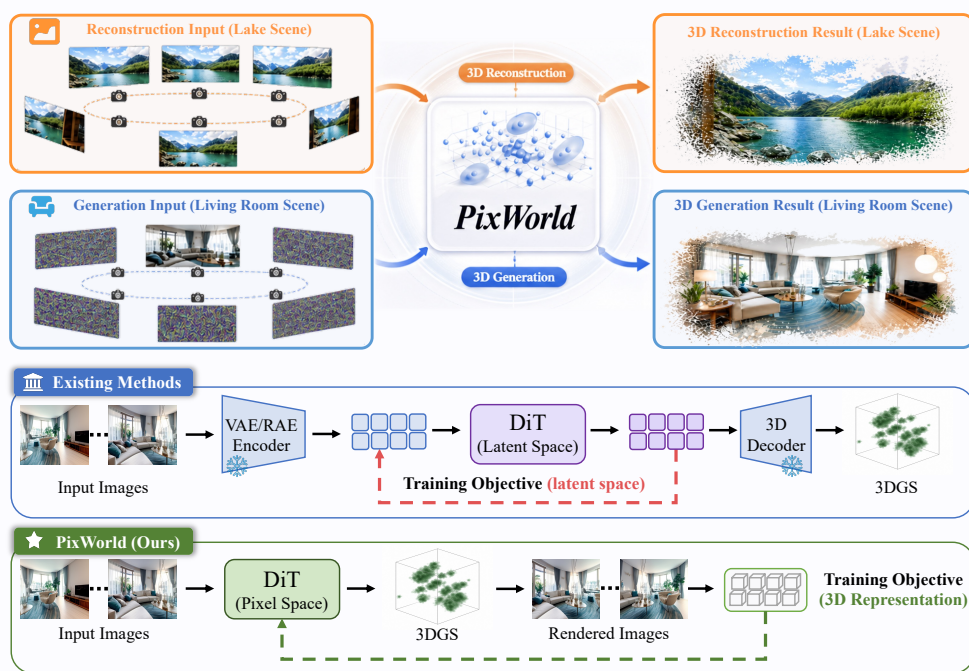 Reconstruction Input (Lake Scene)
3D Reconstruction
3D Reconstruction Result (Lake Scene)
PixWorld
Generation Input (Living Room Scene)
3D Generation
3D Generation Result (Living Room Scene)
Existing Methods
Input Images
VAE/RAE
Encoder
DiT
(Latent Space)
3D
Decoder
3DGS
Training Objective (latent space)
PixWorld (Ours)
Input Images
DiT
(Pixel Space)
3DGS
Rendered Images
Training Objective
(3D Representation)